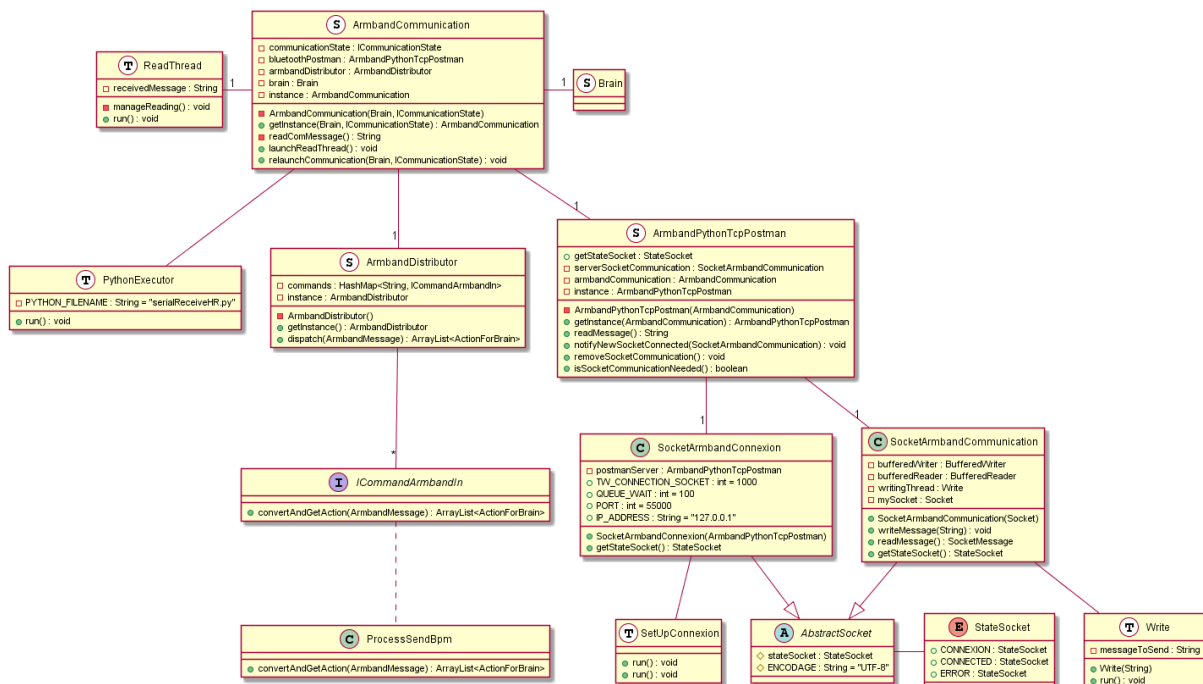 S ArmbandCommunication
communicationState : ICommunicationState
bluetoothPostman : ArmbandPythonTcpPostman
armbandDistributor : ArmbandDistributor
brain : Brain
instance : ArmbandCommunication
ArmbandCommunication(Brain, ICommunicationState)
getInstance(Brain, ICommunicationState) : ArmbandCommunication
readComMessage() : String
launchReadThread() : void
relaunchCommunication(Brain, ICommunicationState) : void
T ReadThread
receivedMessage : String
manageReading() : void
run() : void
1
1
S Brain
1
1
T PythonExecutor
PYTHON_FILENAME : String = "serialReceiveHR.py"
run() : void
S ArmbandDistributor
commands : HashMap<String, ICommandArmbandIn>
instance : ArmbandDistributor
ArmbandDistributor()
getInstance() : ArmbandDistributor
dispatch(ArmbandMessage) : ArrayList<ActionForBrain>
S ArmbandPythonTcpPostman
getStateSocket : StateSocket
serverSocketCommunication : SocketArmbandCommunication
armbandCommunication : ArmbandCommunication
instance : ArmbandPythonTcpPostman
ArmbandPythonTcpPostman(ArmbandCommunication)
getInstance(ArmbandCommunication) : ArmbandPythonTcpPostman
readMessage() : String
notifyNewSocketConnected(SocketArmbandCommunication) : void
removeSocketCommunication() : void
isSocketCommunicationNeeded() : boolean
*
1
1
I ICommandArmbandIn
convertAndGetAction(ArmbandMessage) : ArrayList<ActionForBrain>
C SocketArmbandConnexion
postmanServer : ArmbandPythonTcpPostman
TW_CONNECTION_SOCKET : int = 1000
QUEUE_WAIT : int = 100
PORT : int = 55000
IP_ADDRESS : String = "127.0.0.1"
SocketArmbandConnexion(ArmbandPythonTcpPostman)
getStateSocket() : StateSocket
C SocketArmbandCommunication
bufferedWriter : BufferedWriter
bufferedReader : BufferedReader
writingThread : Write
mySocket : Socket
SocketArmbandCommunication(Socket)
writeMessage(String) : void
readMessage() : SocketMessage
getStateSocket() : StateSocket
C ProcessSendBpm
convertAndGetAction(ArmbandMessage) : ArrayList<ActionForBrain>
T SetUpConnexion
run() : void
run() : void
A AbstractSocket
stateSocket : StateSocket
ENCODAGE : String = "UTF-8"
E StateSocket
CONNEXION : StateSocket
CONNECTED : StateSocket
ERROR : StateSocket
T Write
messageToSend : String
Write(String)
run() : void